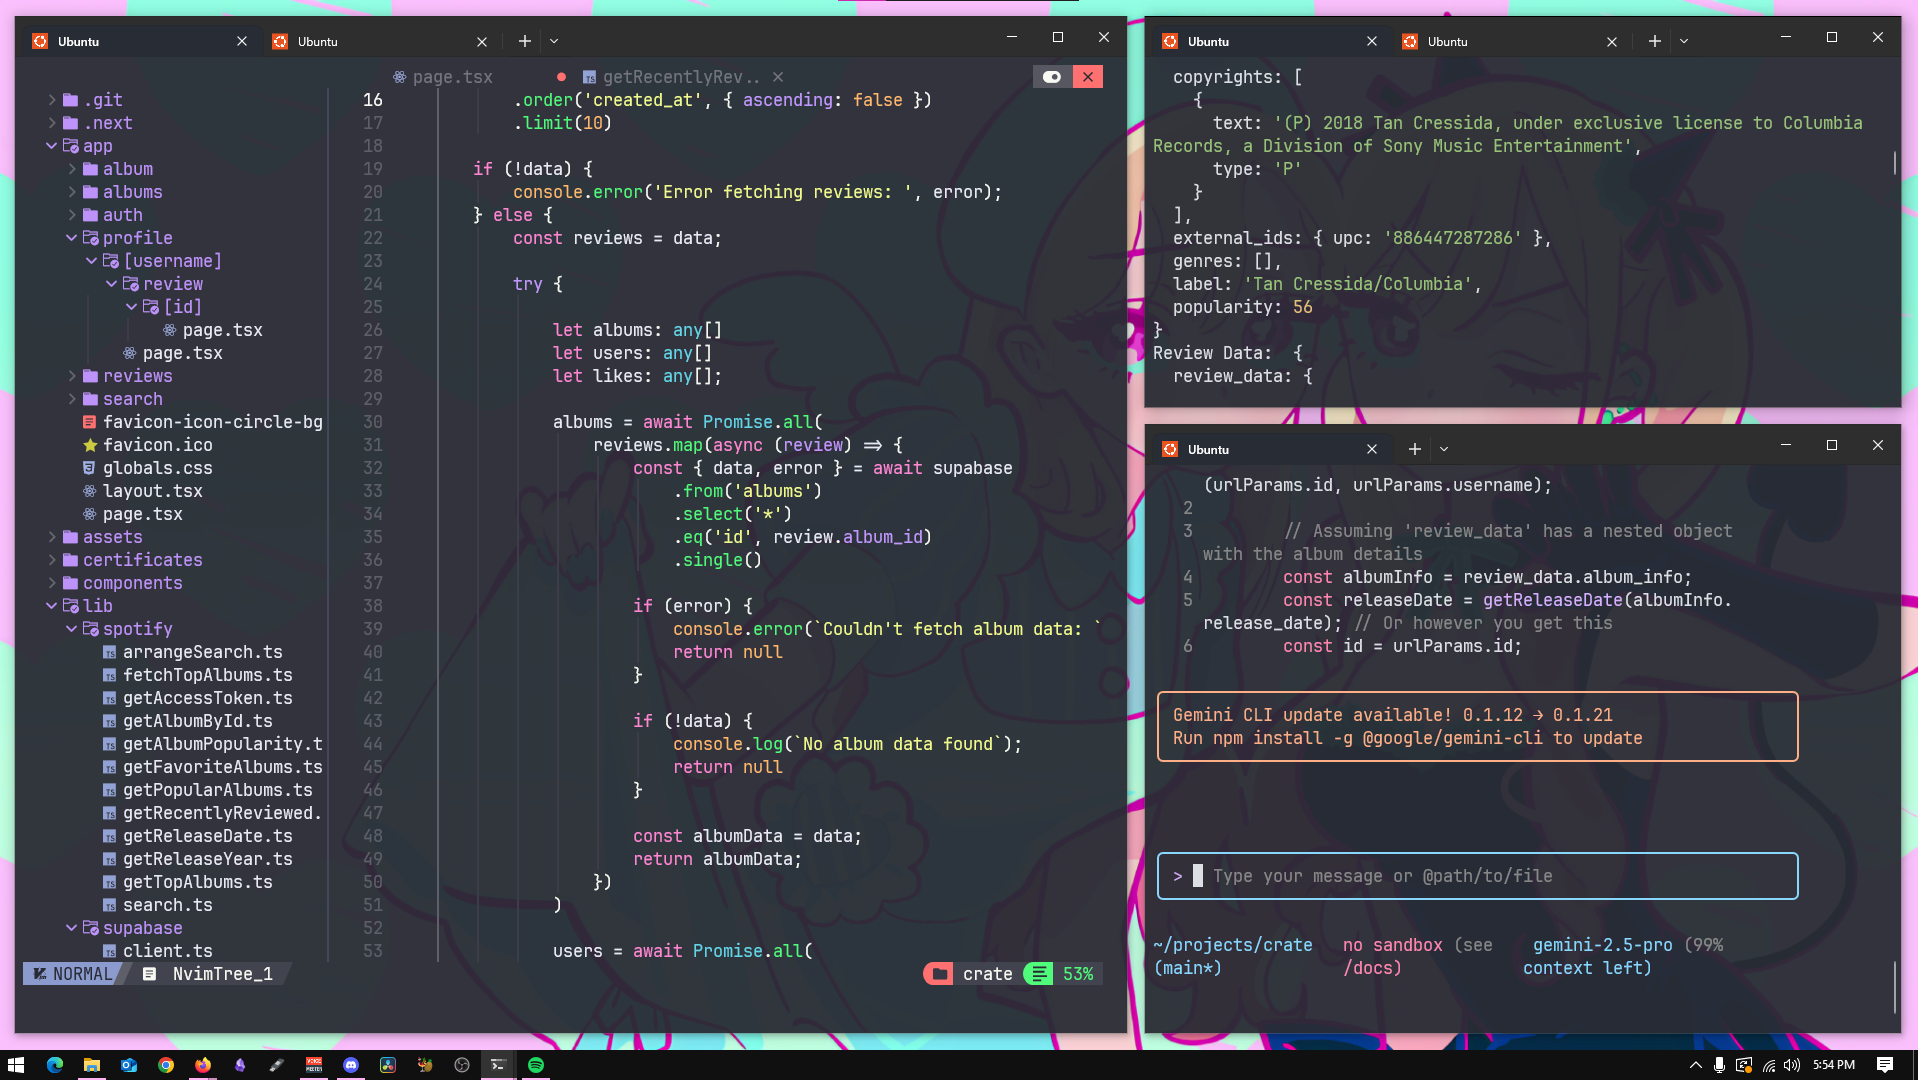 Ubuntu
Ubuntu
page.tsx
getRecentlyRev..
.git
.next
app
album
albums
auth
profile
[username]
review
[id]
page.tsx
page.tsx
reviews
search
favicon-icon-circle-bg
favicon.ico
globals.css
layout.tsx
page.tsx
assets
certificates
components
lib
spotify
arrangeSearch.ts
fetchTopAlbums.ts
getAccessToken.ts
getAlbumById.ts
getAlbumPopularity.t
getFavoriteAlbums.ts
getPopularAlbums.ts
getRecentlyReviewed.
getReleaseDate.ts
getReleaseYear.ts
getTopAlbums.ts
search.ts
supabase
client.ts
16 .order('created_at', { ascending: false })
17 .limit(10)
18
19 if (!data) {
20 console.error('Error fetching reviews: ', error);
21 } else {
22 const reviews = data;
23
24 try {
25
26 let albums: any[]
27 let users: any[]
28 let likes: any[];
29
30 albums = await Promise.all(
31 reviews.map(async (review) => {
32 const { data, error } = await supabase
33 .from('albums')
34 .select('*')
35 .eq('id', review.album_id)
36 .single()
37
38 if (error) {
39 console.error(`Couldn't fetch album data: `
40 return null
41 }
42
43 if (!data) {
44 console.log(`No album data found`);
45 return null
46 }
47
48 const albumData = data;
49 return albumData;
50 })
51 )
52
53 users = await Promise.all(
NORMAL NvimTree_1 crate 53%
Ubuntu
Ubuntu
copyrights: [
{
text: '(P) 2018 Tan Cressida, under exclusive license to Columbia
Records, a Division of Sony Music Entertainment',
type: 'P'
}
],
external_ids: { upc: '886447287286' },
genres: [],
label: 'Tan Cressida/Columbia',
popularity: 56
}
Review Data: {
review_data: {
Ubuntu
(urlParams.id, urlParams.username);
2
3 // Assuming 'review_data' has a nested object
with the album details
4 const albumInfo = review_data.album_info;
5 const releaseDate = getReleaseDate(albumInfo.
release_date); // Or however you get this
6 const id = urlParams.id;
Gemini CLI update available! 0.1.12 → 0.1.21
Run npm install -g @google/gemini-cli to update
> Type your message or @path/to/file
~/projects/crate no sandbox (see gemini-2.5-pro (99%
(main*) /docs) context left)
5:54 PM